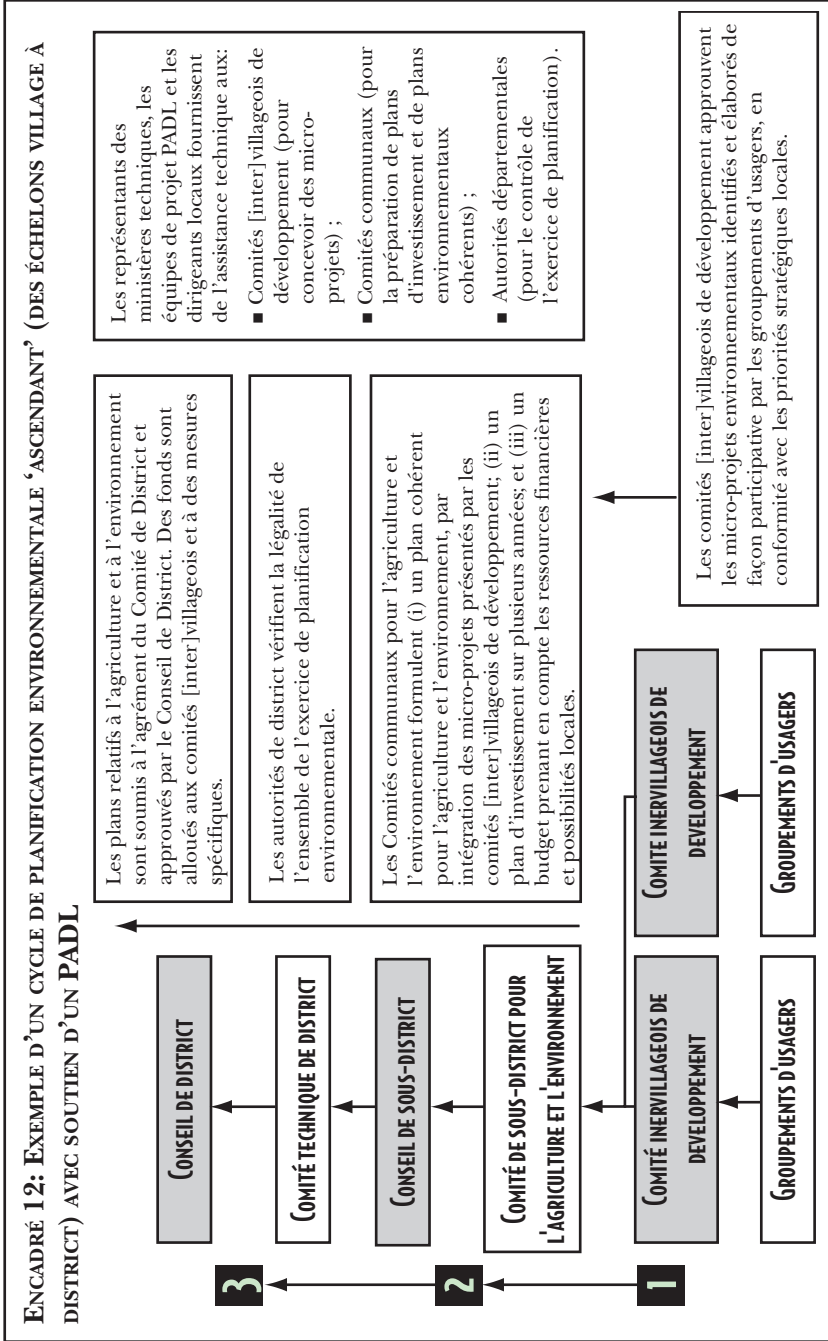 ENCADRÉ 12: EXEMPLE D'UN CYCLE DE PLANIFICATION ENVIRONNEMENTALE ‘ASCENDANT’ (DES ÉCHELONS VILLAGE À
DISTRICT) AVEC SOUTIEN D'UN PADL
3
2
1
CONSEIL DE DISTRICT
COMITÉ TECHNIQUE DE DISTRICT
CONSEIL DE SOUS-DISTRICT
COMITÉ DE SOUS-DISTRICT POUR
L'AGRICULTURE ET L'ENVIRONNEMENT
COMITÉ INERVILLAGEOIS DE
DEVELOPPEMENT
GROUPEMENTS D'USAGERS
COMITE INERVILLAGEOIS DE
DEVELOPPEMENT
GROUPEMENTS D'USAGERS
Les plans relatifs à l'agriculture et à l'environnement
sont soumis à l'agrément du Comité de District et
approuvés par le Conseil de District. Des fonds sont
alloués aux comités [inter]villageois et à des mesures
spécifiques.
Les autorités de district vérifient la légalité de
l'ensemble de l'exercice de planification
environnementale.
Les Comités communaux pour l'agriculture et
l'environnement formulent (i) un plan cohérent
pour l'agriculture et l'environnement, par
intégration des micro-projets présentés par les
comités [inter]villageois de développement; (ii) un
plan d'investissement sur plusieurs années; et (iii) un
budget prenant en compte les ressources financières
et possibilités locales.
Les représentants des
ministères techniques, les
équipes de projet PADL et les
dirigeants locaux fournissent
de l'assistance technique aux:
■ Comités [inter]villageois de
développement (pour
concevoir des micro-
projets) ;
■ Comités communaux (pour
la préparation de plans
d'investissement et de plans
environnementaux
cohérents) ;
■ Autorités départementales
(pour le contrôle de
l'exercice de planification).
Les comités [inter]villageois de développement approuvent
les micro-projets environnementaux identifiés et élaborés de
façon participative par les groupements d'usagers, en
conformité avec les priorités stratégiques locales.